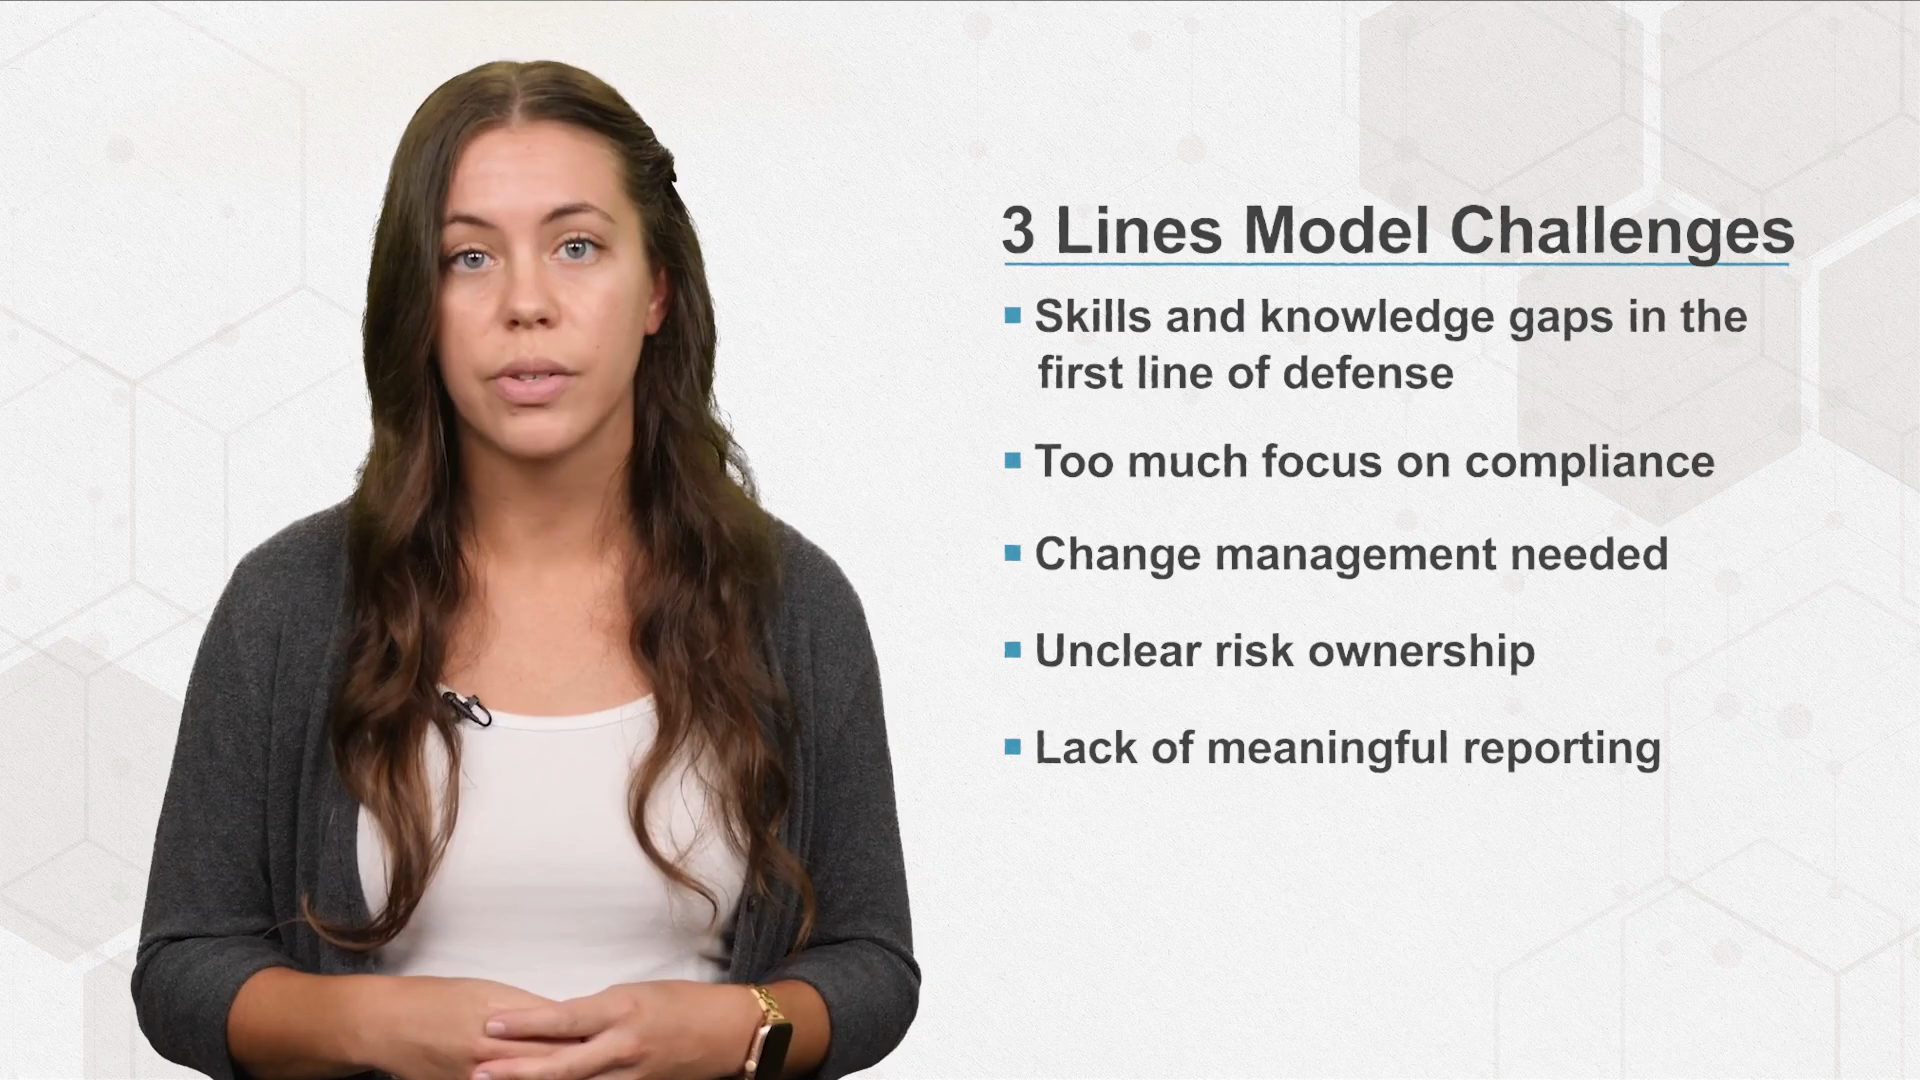 3 Lines Model Challenges
Skills and knowledge gaps in the
first line of defense
Too much focus on compliance
Change management needed
Unclear risk ownership
Lack of meaningful reporting